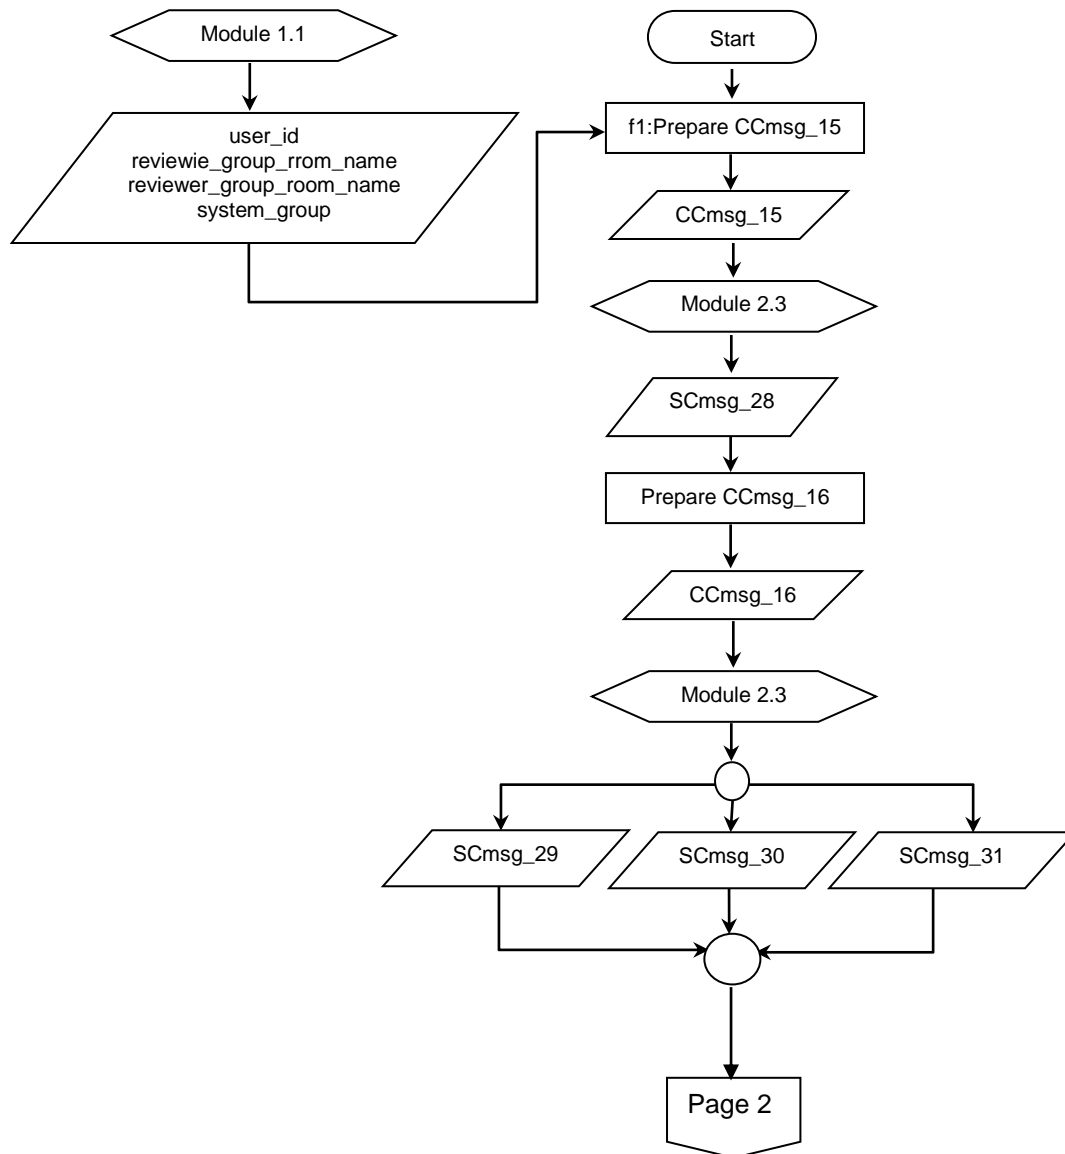 Module 1.1
Start
user_id
reviewie_group_rrom_name
reviewer_group_room_name
system_group
f1:Prepare CCmsg_15
CCmsg_15
Module 2.3
SCmsg_28
Prepare CCmsg_16
CCmsg_16
Module 2.3
SCmsg_29
SCmsg_30
SCmsg_31
Page 2